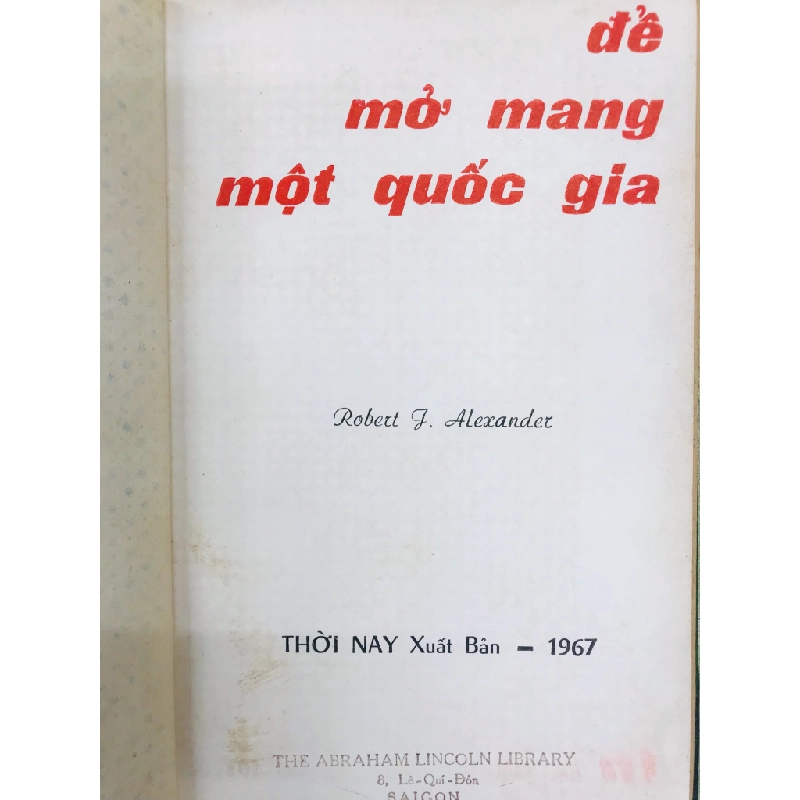 để
mở mang
một quốc gia
Robert J. Alexander
THỜI NAY Xuất Bản - 1967
THE ABRAHAM LINCOLN LIBRARY
8, Lê-Quí-Đôn
SAIGON